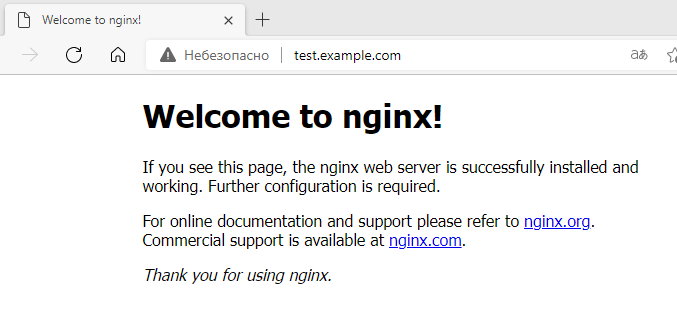 Welcome to nginx!
Небезопасно test.example.com aあ
Welcome to nginx!
If you see this page, the nginx web server is successfully installed and
working. Further configuration is required.
For online documentation and support please refer to nginx.org.
Commercial support is available at nginx.com.
Thank you for using nginx.